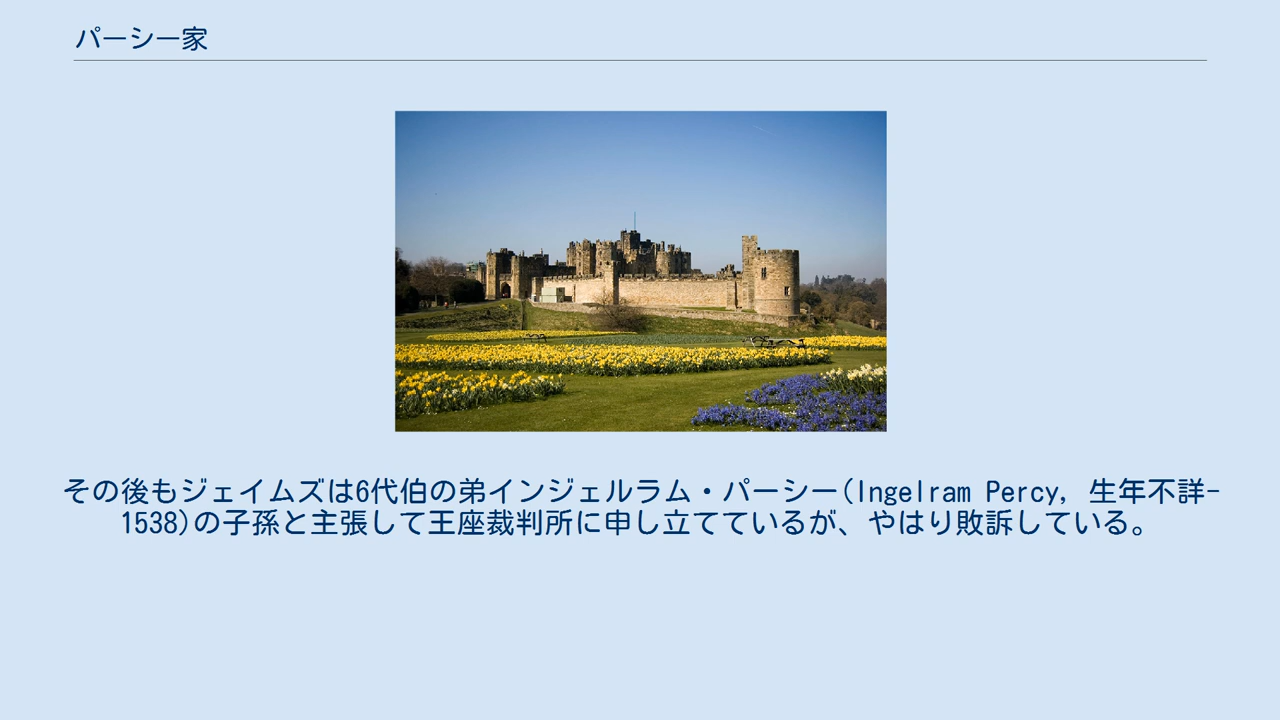 パーシー家
その後もジェイムズは6代伯の弟インジェルラム・パーシー(Ingelram Percy, 生年不詳-
1538)の子孫と主張して王座裁判所に申し立てているが、やはり敗訴している。